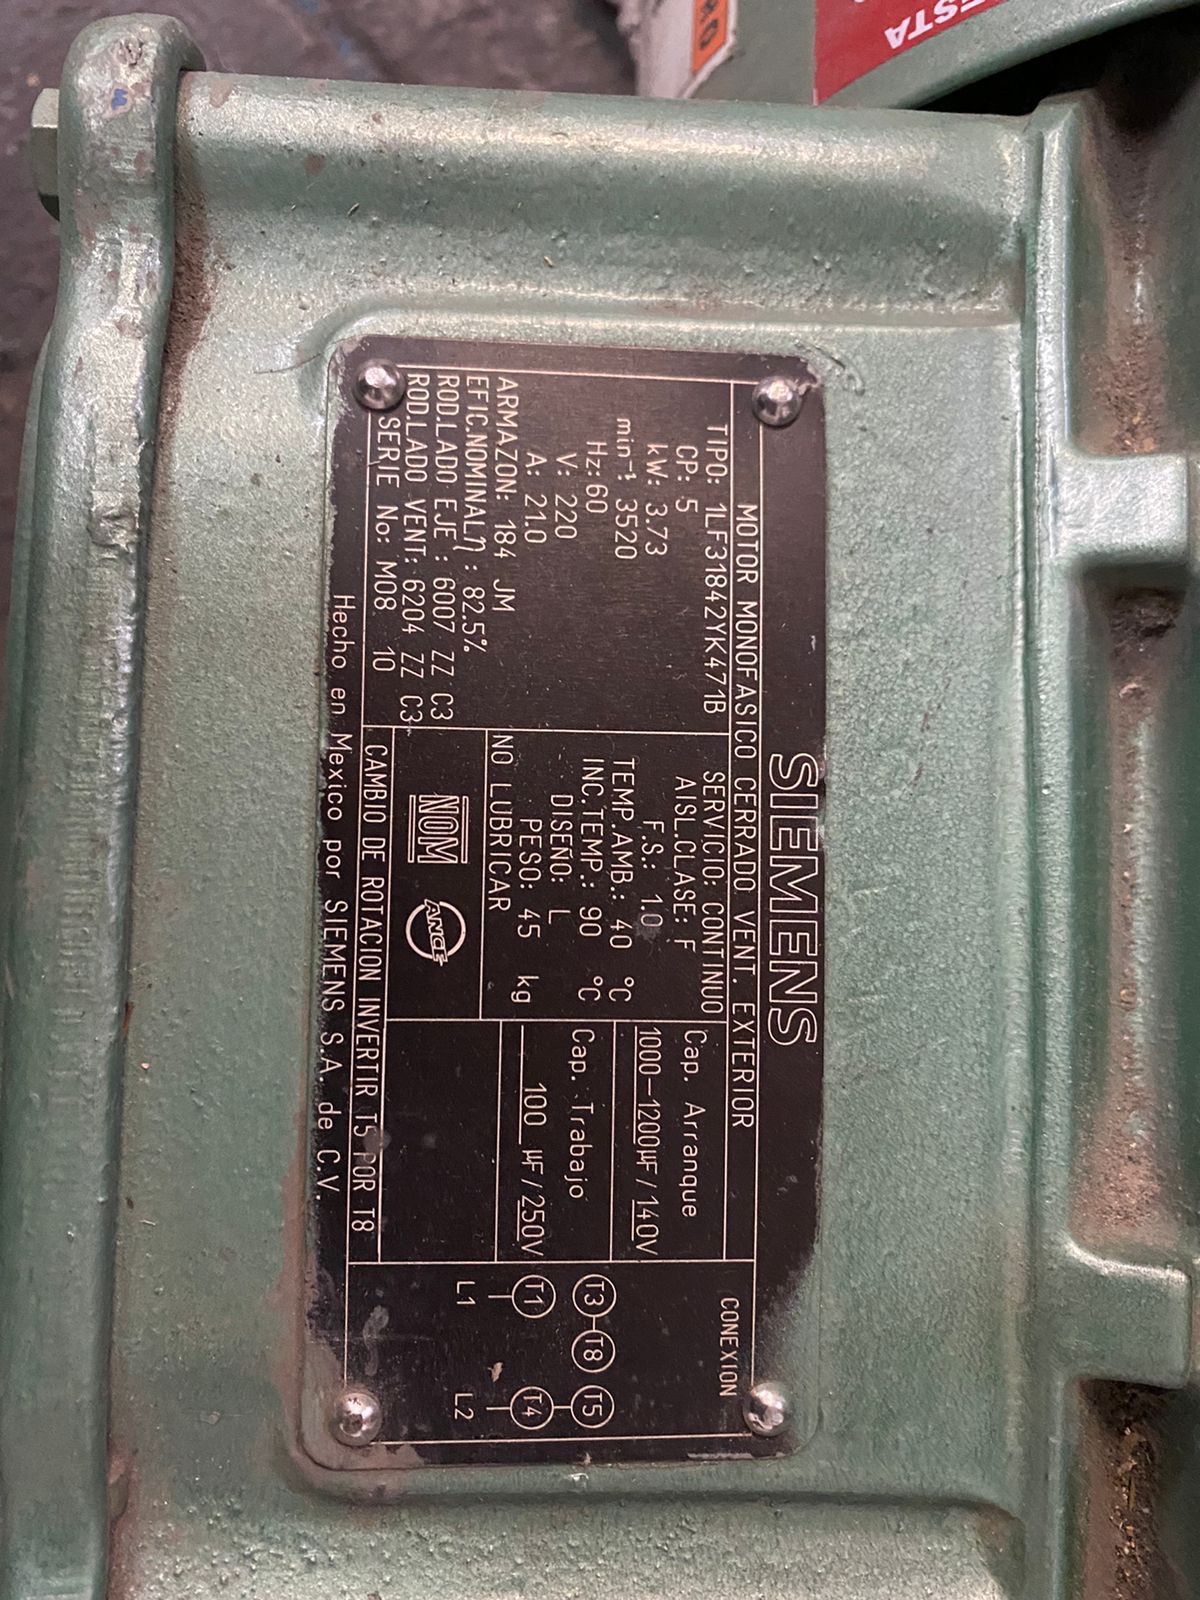 SIEMENS
MOTOR MONOFASICO CERRADO VENT. EXTERIOR
TIPO: 1LF31842YK471B
CP: 5
kW: 3.73
min⁻¹: 3520
Hz: 60
V: 220
A: 21.0
ARMAZON: 184 JM
EFIC.NOMINAL η : 82.5%
ROD.LADO EJE : 6007 ZZ C3
ROD.LADO VENT: 6204 ZZ C3
SERIE No: M08 10
SERVICIO: CONTINUO
AISL.CLASE: F
F.S.: 1.0
TEMP.AMB.: 40 °C
INC.TEMP.: 90 °C
DISEÑO: L
PESO: 45 kg
NO LUBRICAR
NOM
ANCE
Cap. Arranque
1000-1200µF/140V
Cap. Trabajo
100 µF/250V
CONEXION
T3 T8 T5
T1 T4
L1 L2
CAMBIO DE ROTACION INVERTIR T5 POR T8
Hecho en Mexico por SIEMENS S.A. de C.V.
ESTA